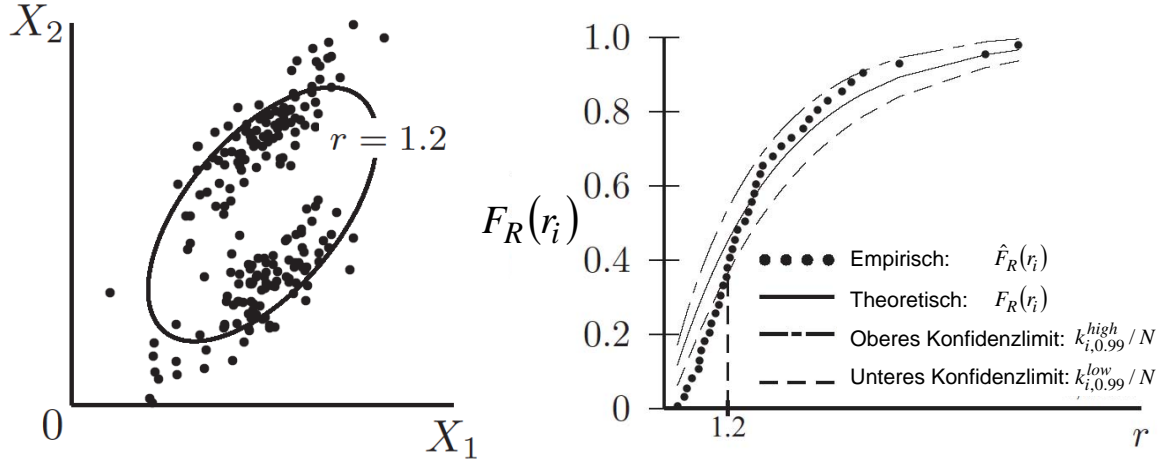 X₂
r = 1.2
0
X₁
F_R(r_i)
1.0
0.8
0.6
0.4
0.2
0
1.2
r
Empirisch: F̂_R(r_i)
Theoretisch: F_R(r_i)
Oberes Konfidenzlimit: k_{i,0.99}^{high}/N
Unteres Konfidenzlimit: k_{i,0.99}^{low}/N